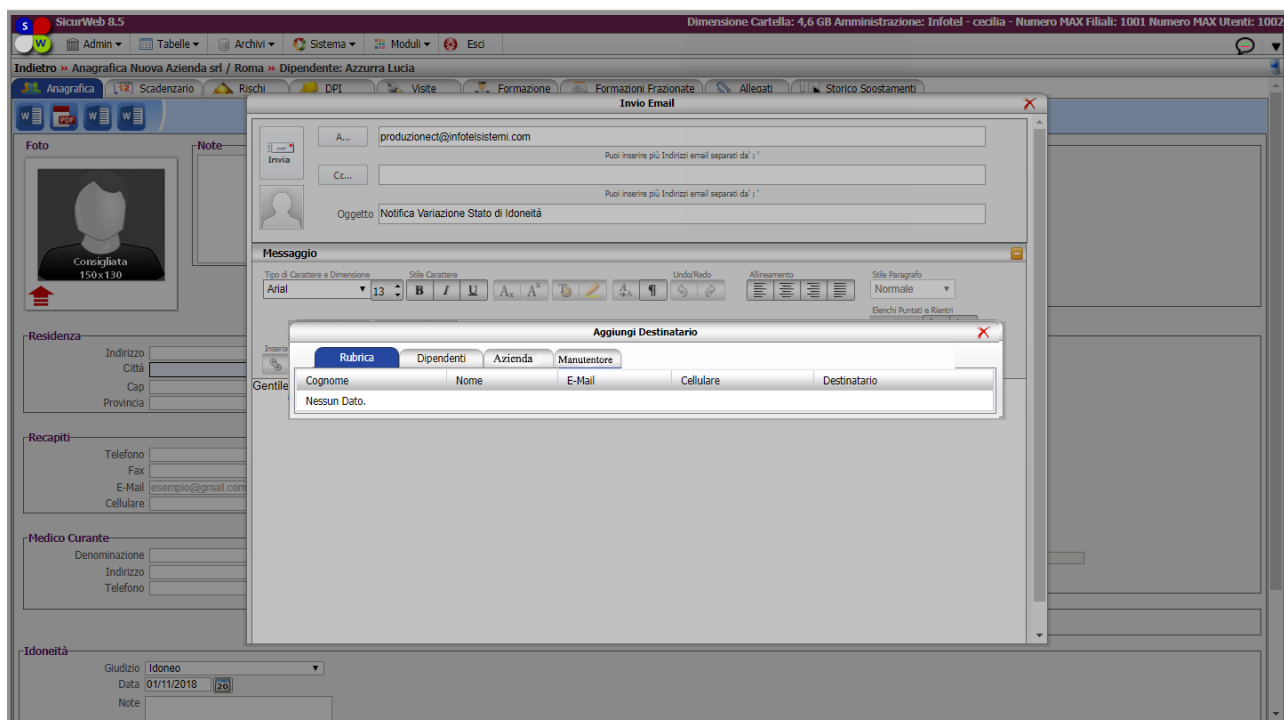 SicurWeb 8.5
Dimensione Cartella: 4,6 GB Amministrazione: Infotel - cecilia - Numero MAX Filiali: 1001 Numero MAX Utenti: 1002
Admin Tabelle Archivi Sistema Moduli Esci
Indietro » Anagrafica Nuova Azienda srl / Roma » Dipendente: Azzurra Lucia
Anagrafica Scadenzario Rischi DPI Visite Formazione Formazioni Frazionate Allegati Storico Spostamenti
Invio Email
Foto
Note
Consigliata
150x130
Invia
A... produzionect@infotelsistemi.com
Puoi inserire più Indirizzi email separati da' ; '
Cc...
Puoi inserire più Indirizzi email separati da' ; '
Oggetto Notifica Variazione Stato di Idoneità
Messaggio
Tipo di Carattere e Dimensione Stile Carattere Undo/Redo Allineamento Stile Paragrafo
Arial 13 B I U Normale
Elenchi Puntati e Rientri
Aggiungi Destinatario
Inserio
Rubrica Dipendenti Azienda Manutentore
Cognome Nome E-Mail Cellulare Destinatario
Nessun Dato.
Gentile
Residenza
Indirizzo
Città
Cap
Provincia
Recapiti
Telefono
Fax
E-Mail esempio@gmail.com
Cellulare
Medico Curante
Denominazione
Indirizzo
Telefono
Idoneità
Giudizio Idoneo
Data 01/11/2018 20
Note